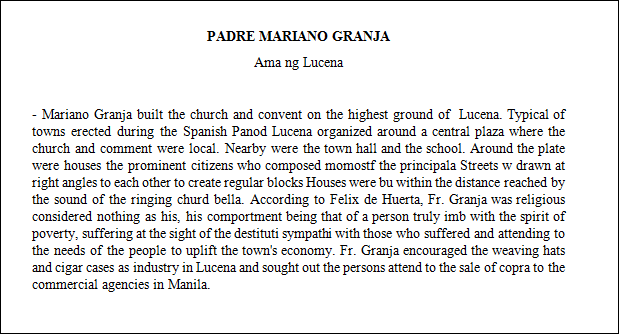 PADRE MARIANO GRANJA
Ama ng Lucena
- Mariano Granja built the church and convent on the highest ground of Lucena. Typical of
towns erected during the Spanish Panod Lucena organized around a central plaza where the
church and comment were local. Nearby were the town hall and the school. Around the plate
were houses the prominent citizens who composed momostf the principala Streets w drawn at
right angles to each other to create regular blocks Houses were bu within the distance reached by
the sound of the ringing churd bella. According to Felix de Huerta, Fr. Granja was religious
considered nothing as his, his comportment being that of a person truly imb with the spirit of
poverty, suffering at the sight of the destituti sympathi with those who suffered and attending to
the needs of the people to uplift the town's economy. Fr. Granja encouraged the weaving hats
and cigar cases as industry in Lucena and sought out the persons attend to the sale of copra to the
commercial agencies in Manila.